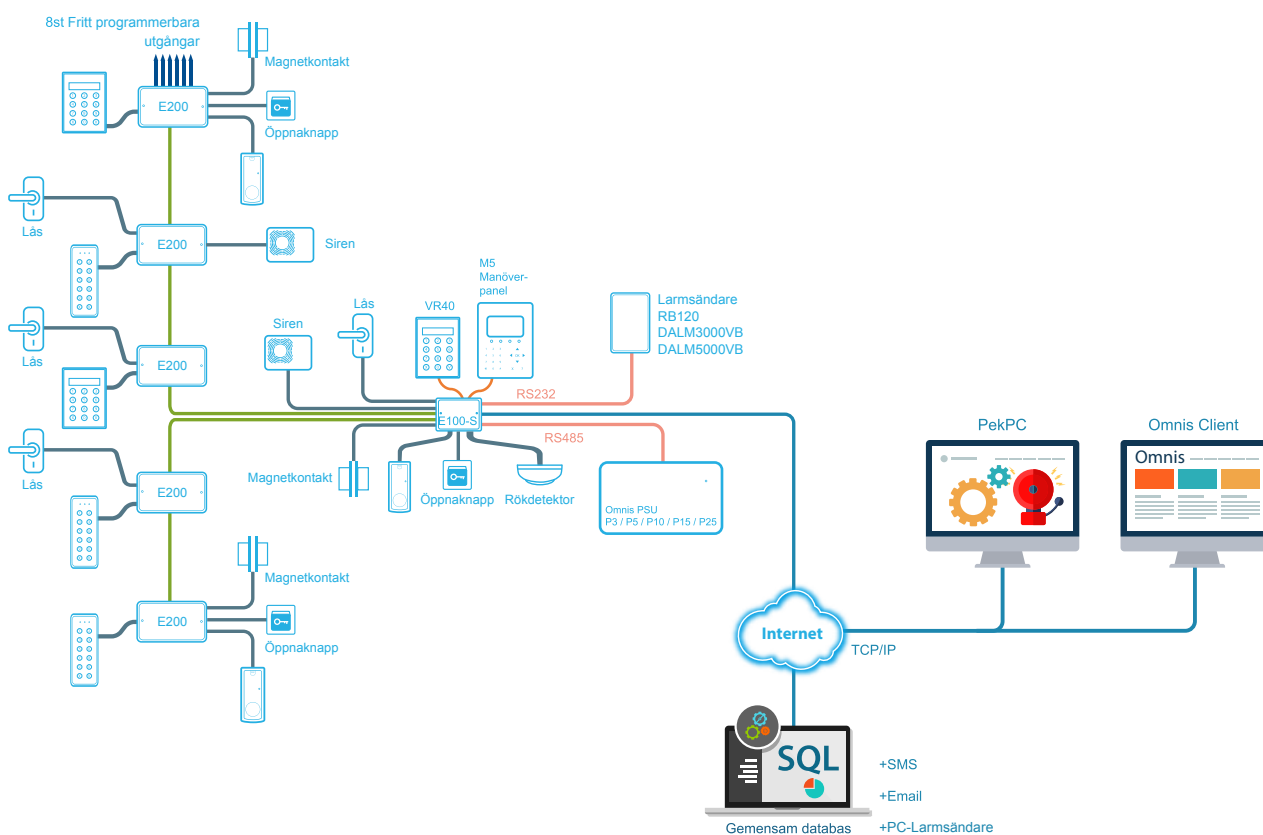 8st Fritt programmerbara
utgångar
Magnetkontakt
E200
Öppnaknapp
Lås
E200
Siren
Lås
E200
Lås
E200
Magnetkontakt
E200
Öppnaknapp
Siren
Lås
VR40
M5
Manöver-
panel
Larmsändare
RB120
DALM3000VB
DALM5000VB
RS232
E100-S
RS485
Magnetkontakt
Öppnaknapp
Rökdetektor
Omnis PSU
P3 / P5 / P10 / P15 / P25
PekPC
Omnis Client
Omnis
Internet
TCP/IP
SQL
+SMS
+Email
+PC-Larmsändare
Gemensam databas